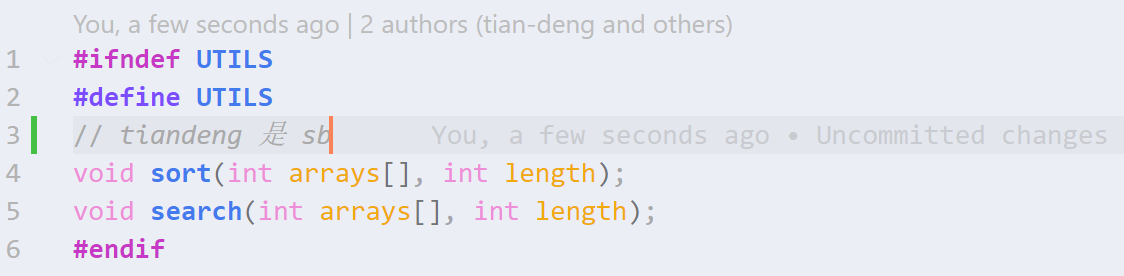 You, a few seconds ago | 2 authors (tian-deng and others)
1 #ifndef UTILS
2 #define UTILS
3 // tiandeng 是 sb You, a few seconds ago • Uncommitted changes
4 void sort(int arrays[], int length);
5 void search(int arrays[], int length);
6 #endif